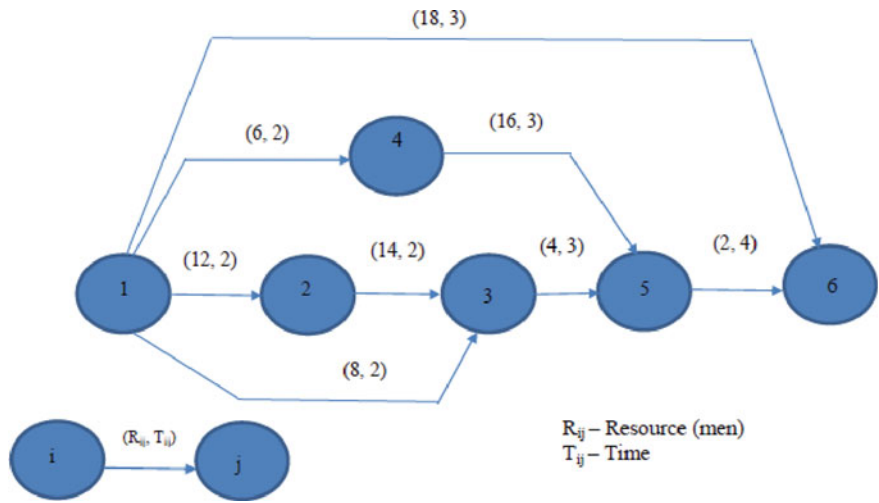 (18, 3)
(6, 2)
4
(16, 3)
1
(12, 2)
2
(14, 2)
3
(4, 3)
5
(2, 4)
6
(8, 2)
i
(Rij, Tij)
j
Rij – Resource (men)
Tij – Time